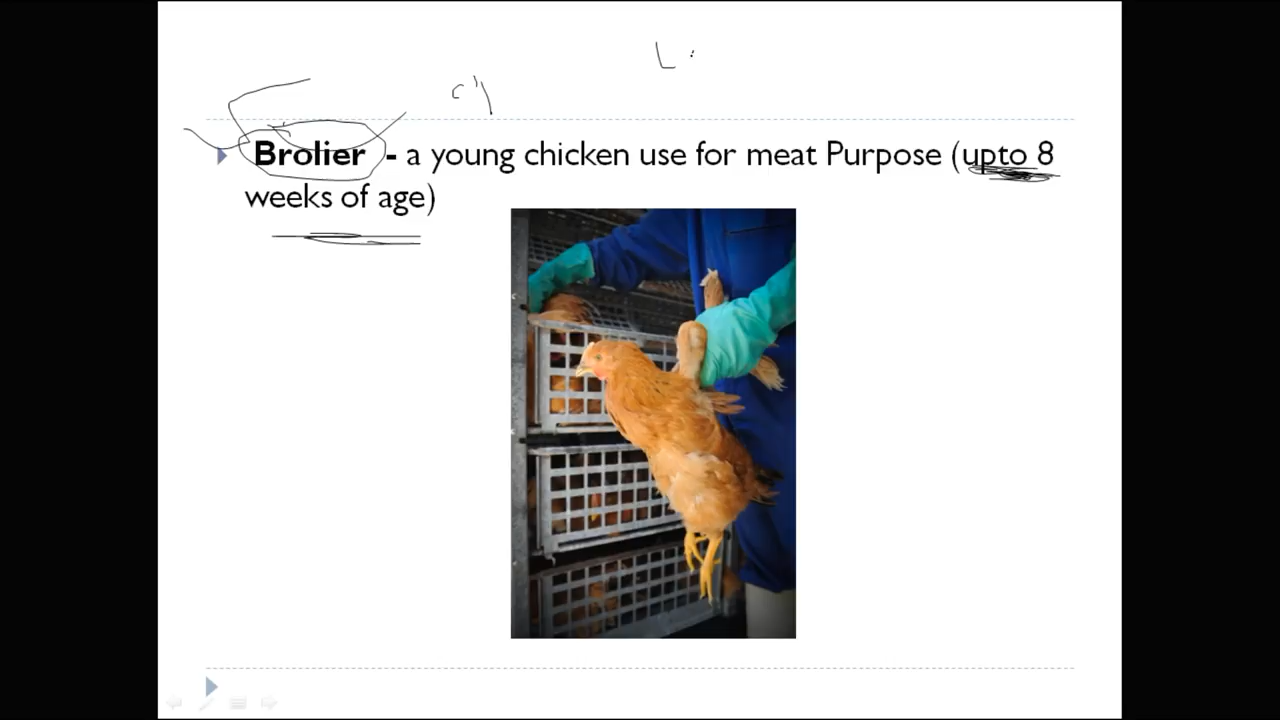 Brolier - a young chicken use for meat Purpose (upto 8
weeks of age)